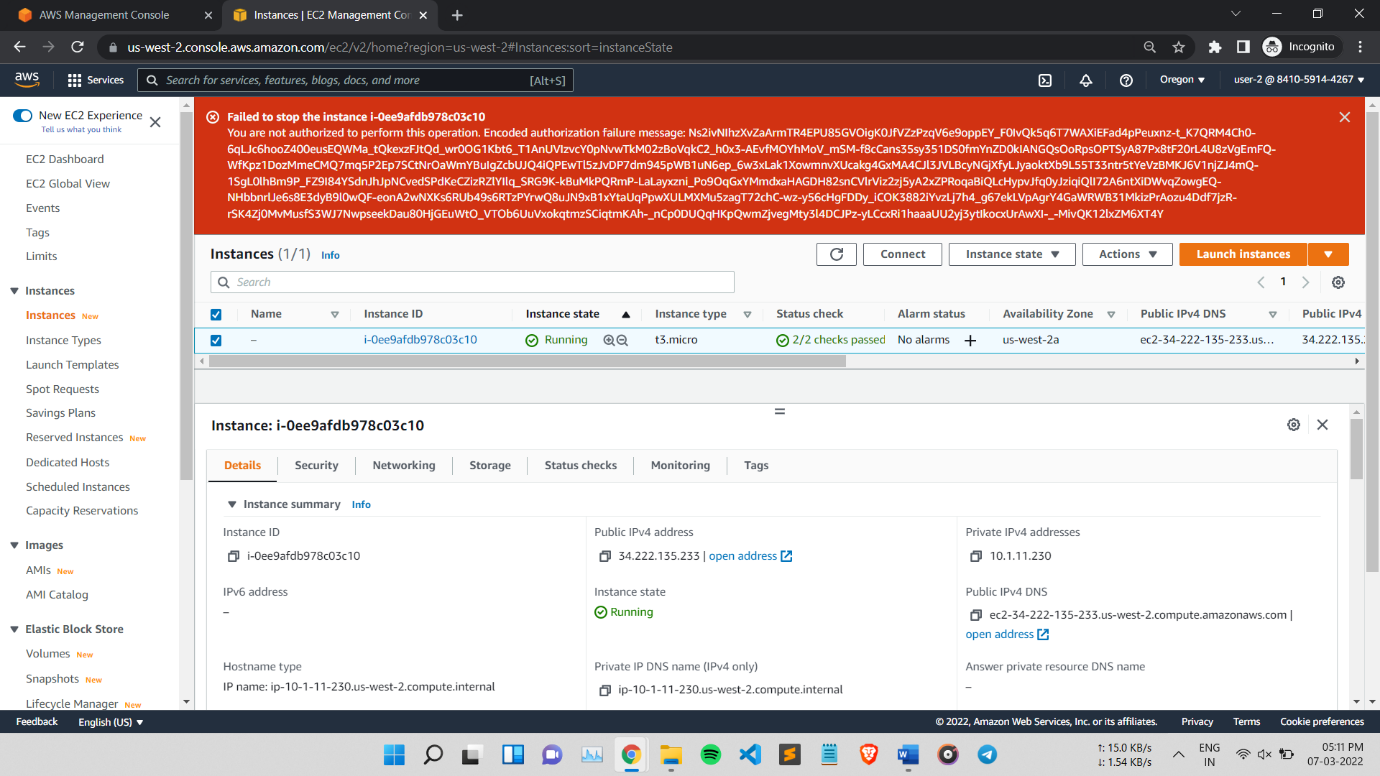 AWS Management Console
Instances | EC2 Management Con
us-west-2.console.aws.amazon.com/ec2/v2/home?region=us-west-2#Instances:sort=instanceState
Incognito
aws
Services
Search for services, features, blogs, docs, and more
[Alt+S]
Oregon
user-2 @ 8410-5914-4267
New EC2 Experience
Tell us what you think
EC2 Dashboard
EC2 Global View
Events
Tags
Limits
Instances
Instances New
Instance Types
Launch Templates
Spot Requests
Savings Plans
Reserved Instances New
Dedicated Hosts
Scheduled Instances
Capacity Reservations
Images
AMIs New
AMI Catalog
Elastic Block Store
Volumes New
Snapshots New
Lifecycle Manager New
Failed to stop the instance i-0ee9afdb978c03c10
You are not authorized to perform this operation. Encoded authorization failure message:
Instances (1/1) Info
Connect
Instance state
Actions
Launch instances
Search
1
Name
Instance ID
Instance state
Instance type
Status check
Alarm status
Availability Zone
Public IPv4 DNS
Public IPv4
–
i-0ee9afdb978c03c10
Running
t3.micro
2/2 checks passed
No alarms +
us-west-2a
ec2-34-222-135-233.us...
34.222.135.
Instance: i-0ee9afdb978c03c10
Details
Security
Networking
Storage
Status checks
Monitoring
Tags
Instance summary Info
Instance ID
i-0ee9afdb978c03c10
Public IPv4 address
34.222.135.233 | open address
Private IPv4 addresses
10.1.11.230
IPv6 address
–
Instance state
Running
Public IPv4 DNS
ec2-34-222-135-233.us-west-2.compute.amazonaws.com |
open address
Hostname type
IP name: ip-10-1-11-230.us-west-2.compute.internal
Private IP DNS name (IPv4 only)
ip-10-1-11-230.us-west-2.compute.internal
Answer private resource DNS name
–
Feedback
English (US)
© 2022, Amazon Web Services, Inc. or its affiliates.
Privacy
Terms
Cookie preferences
↑: 15.0 KB/s
↓: 1.54 KB/s
ENG
IN
05:11 PM
07-03-2022